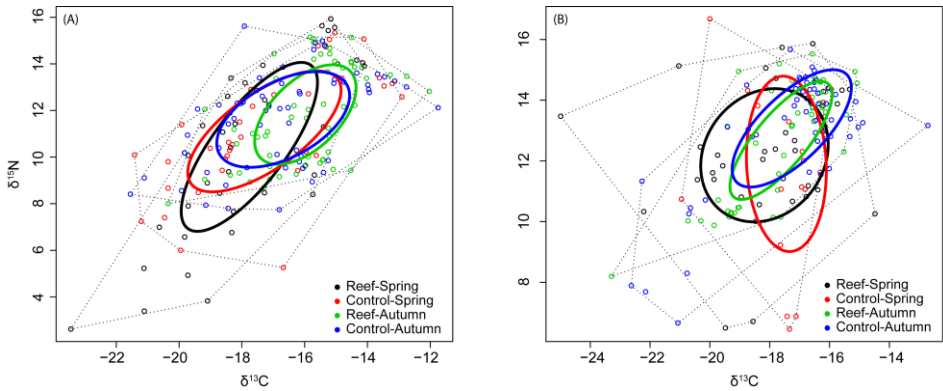 (A)
δ15N
16
14
12
10
8
6
4
−22 −20 −18 −16 −14 −12
δ13C
Reef-Spring
Control-Spring
Reef-Autumn
Control-Autumn
(B)
16
14
12
10
8
−24 −22 −20 −18 −16 −14
δ13C
Reef-Spring
Control-Spring
Reef-Autumn
Control-Autumn